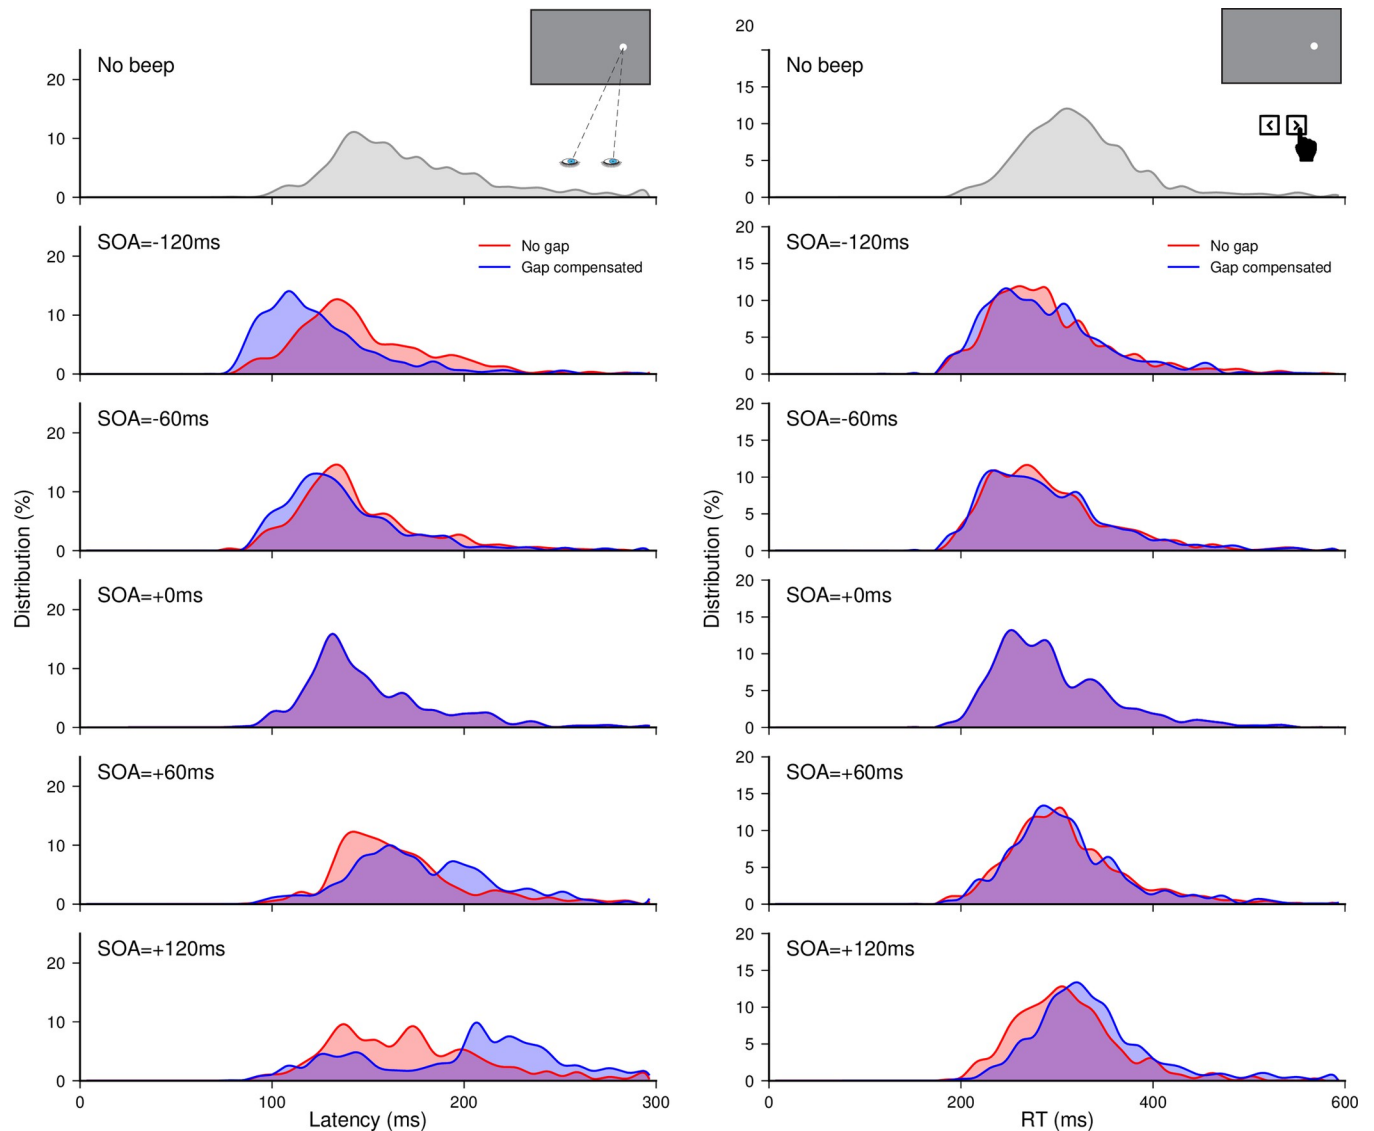 No beep
20
10
0
20
No beep
15
10
5
0
SOA=-120ms
No gap
Gap compensated
20
10
0
SOA=-120ms
No gap
Gap compensated
20
15
10
5
0
SOA=-60ms
20
10
0
SOA=-60ms
20
15
10
5
0
Distribution (%)
Distribution (%)
SOA=+0ms
20
10
0
SOA=+0ms
20
15
10
5
0
SOA=+60ms
20
10
0
SOA=+60ms
20
15
10
5
0
SOA=+120ms
20
10
0
SOA=+120ms
20
15
10
5
0
0 100 200 300
Latency (ms)
0 200 400 600
RT (ms)